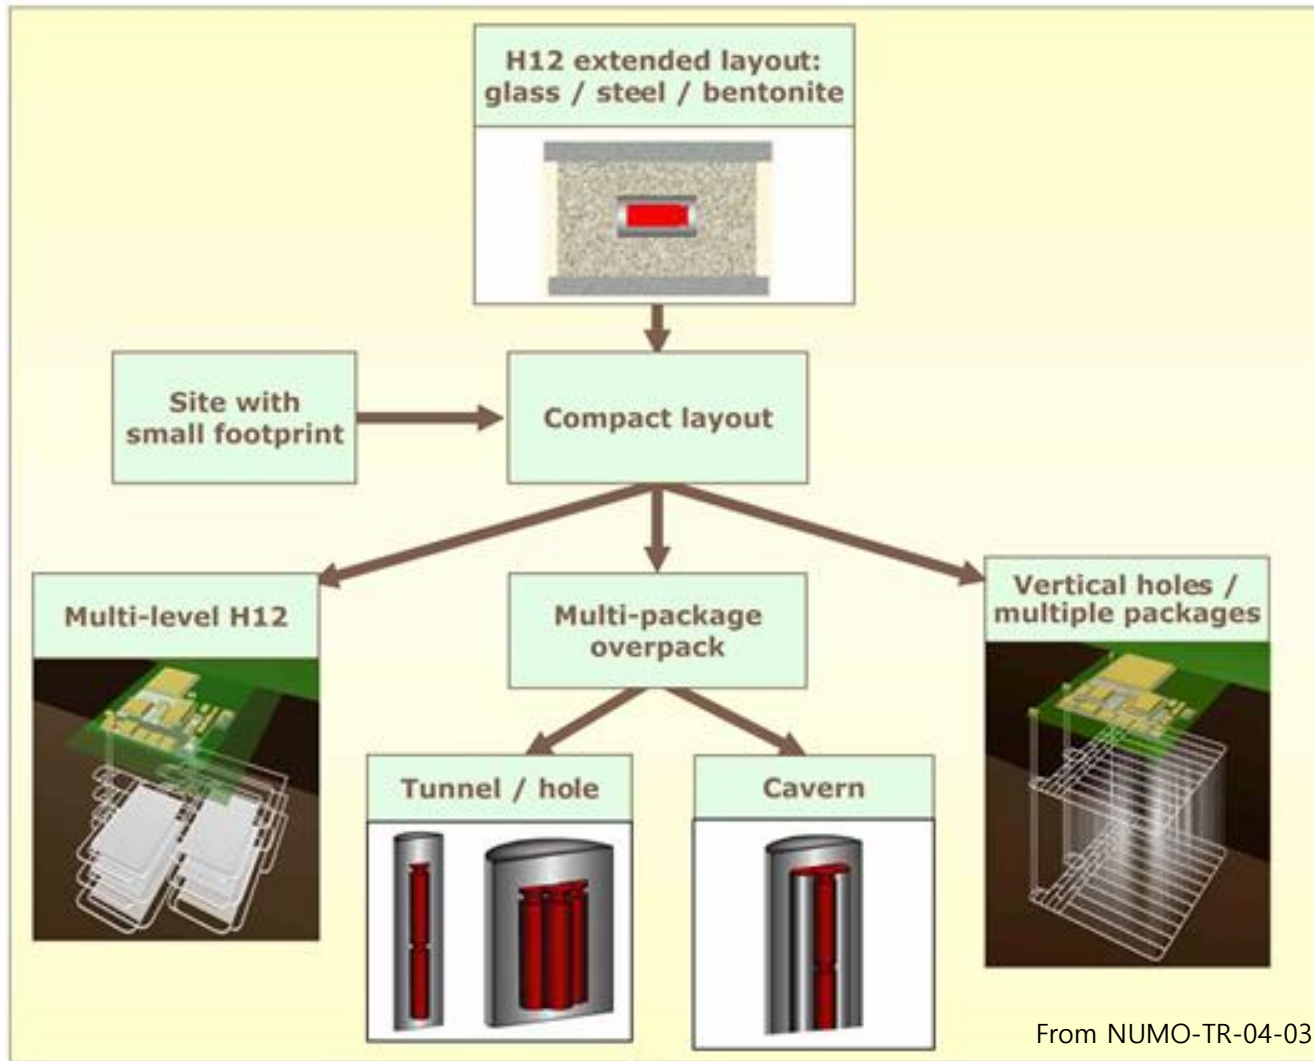 H12 extended layout:
glass / steel / bentonite
Site with
small footprint
Compact layout
Multi-level H12
Multi-package
overpack
Vertical holes /
multiple packages
Tunnel / hole
Cavern
From NUMO-TR-04-03